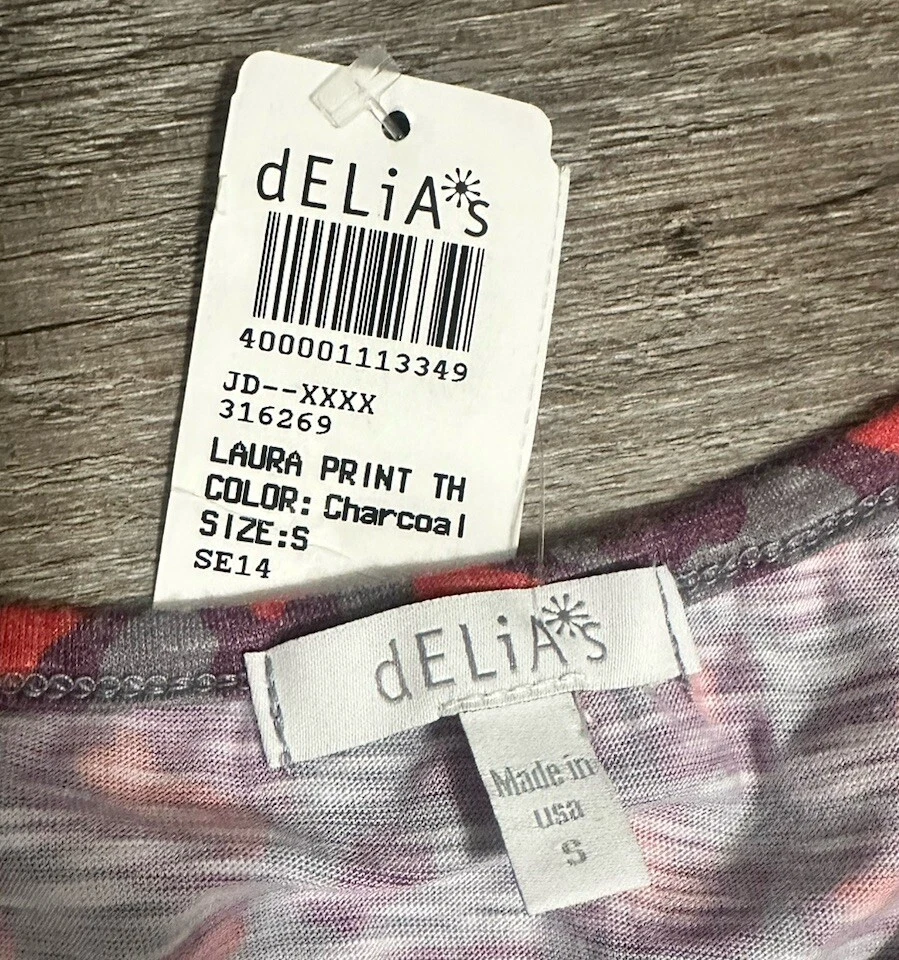 dELiA*s
400001113349
JD--XXXX
316269
LAURA PRINT TH
COLOR: Charcoal
SIZE:S
SE14
dELiA*s
Made in
usa
S